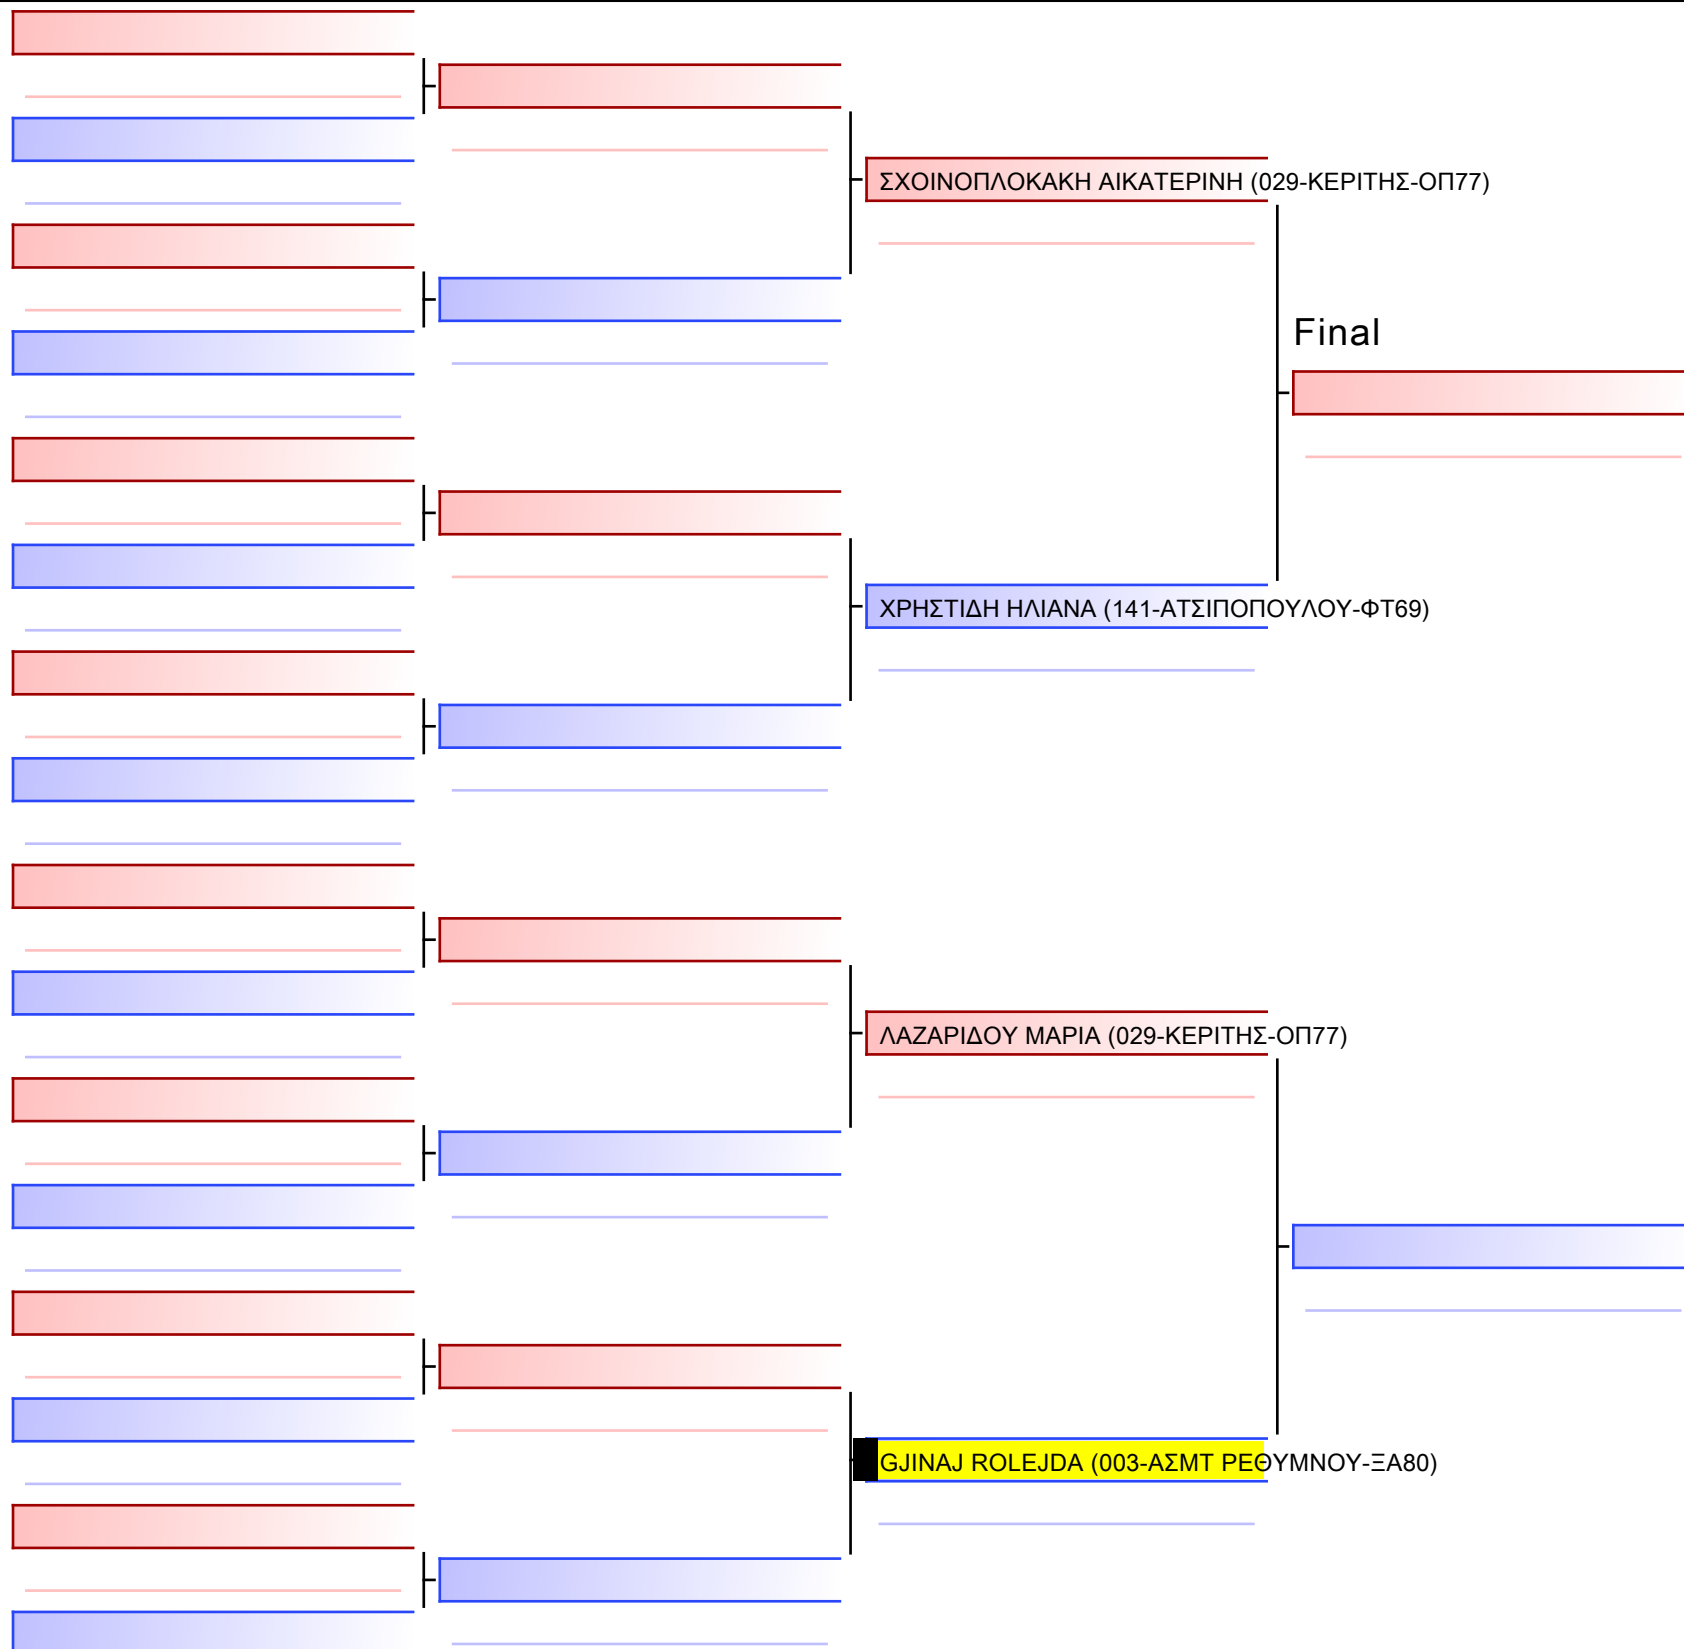 ΣΧΟΙΝΟΠΛΟΚΑΚΗ ΑΙΚΑΤΕΡΙΝΗ (029-ΚΕΡΙΤΗΣ-ΟΠ77)
Final
ΧΡΗΣΤΙΔΗ ΗΛΙΑΝΑ (141-ΑΤΣΙΠΟΠΟΥΛΟΥ-ΦΤ69)
ΛΑΖΑΡΙΔΟΥ ΜΑΡΙΑ (029-ΚΕΡΙΤΗΣ-ΟΠ77)
GJINAJ ROLEJDA (003-ΑΣΜΤ ΡΕΘΥΜΝΟΥ-ΞΑ80)